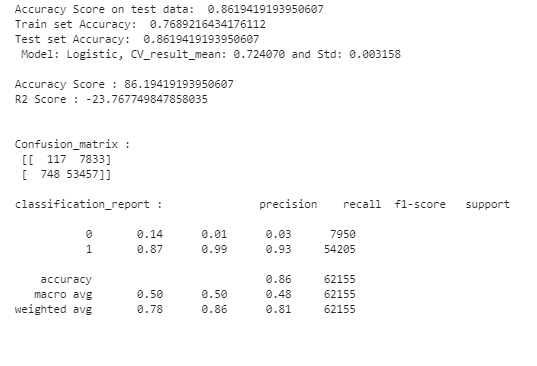 Accuracy Score on test data:  0.8619419193950607
Train set Accuracy:  0.7689216434176112
Test set Accuracy:  0.8619419193950607
 Model: Logistic, CV_result_mean: 0.724070 and Std: 0.003158
Accuracy Score : 86.19419193950607
R2 Score : -23.767749847858035
Confusion_matrix :
 [[  117  7833]
 [  748 53457]]
classification_report :               precision    recall  f1-score   support
           0       0.14      0.01      0.03      7950
           1       0.87      0.99      0.93     54205
    accuracy                           0.86     62155
   macro avg       0.50      0.50      0.48     62155
weighted avg       0.78      0.86      0.81     62155